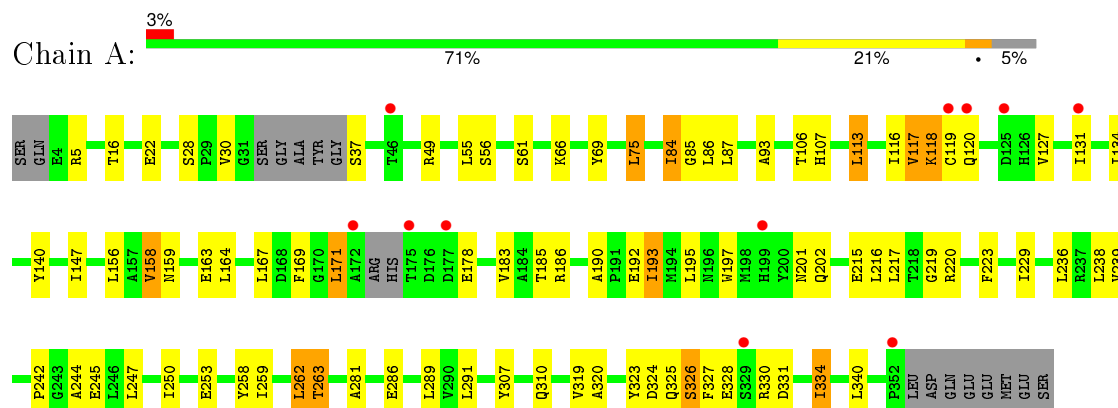 3%
Chain A:
71% 21% • 5%
SER GLN E4 R5 T16 E22 S28 P29 V30 G31 SER GLY ALA TYR GLY S37 T46 R49 L55 S56 S61 K66 Y69 L75 I84 G85 L86 L87 A93 T106 H107 L113 I116 V117 K118 C119 Q120 D125 H126 V127 I131 I134
Y140 I147 L156 A157 V158 N159 E163 L164 L167 D168 F169 G170 L171 A172 ARG HIS T175 D176 D177 E178 V183 A184 T185 R186 A190 P191 E192 I193 M194 L195 N196 W197 M198 H199 Y200 N201 Q202 E215 L216 L217 T218 G219 R220 F223 I229 L236 R237 L238 V239
P242 G243 A244 E245 L246 L247 I250 E253 Y258 I259 L262 T263 A281 E286 L289 V290 L291 Y307 Q310 V319 A320 Y323 D324 Q325 S326 F327 E328 S329 R330 D331 I334 L340 P352 LEU ASP GLN GLU GLU MET GLU SER